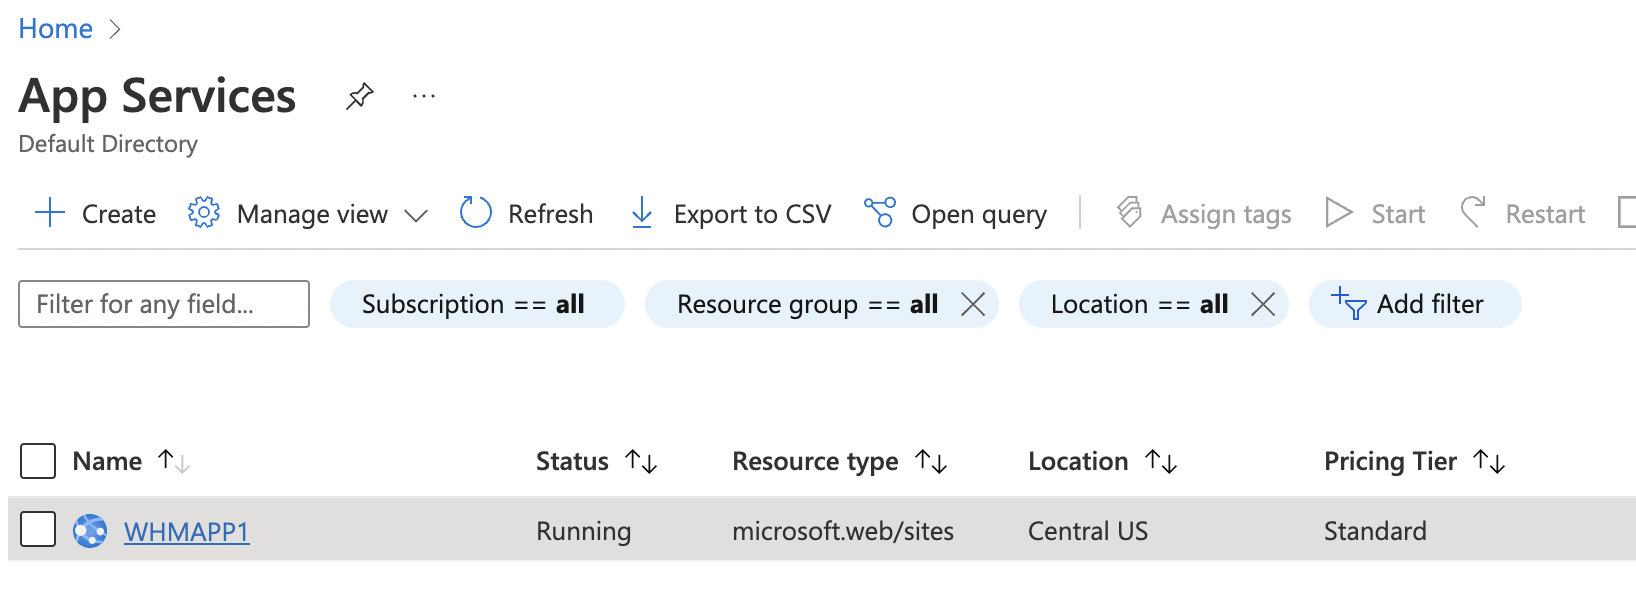 Home
App Services
Default Directory
Create Manage view Refresh Export to CSV Open query Assign tags Start Restart
Filter for any field... Subscription == all Resource group == all Location == all Add filter
Name Status Resource type Location Pricing Tier
WHMAPP1 Running microsoft.web/sites Central US Standard